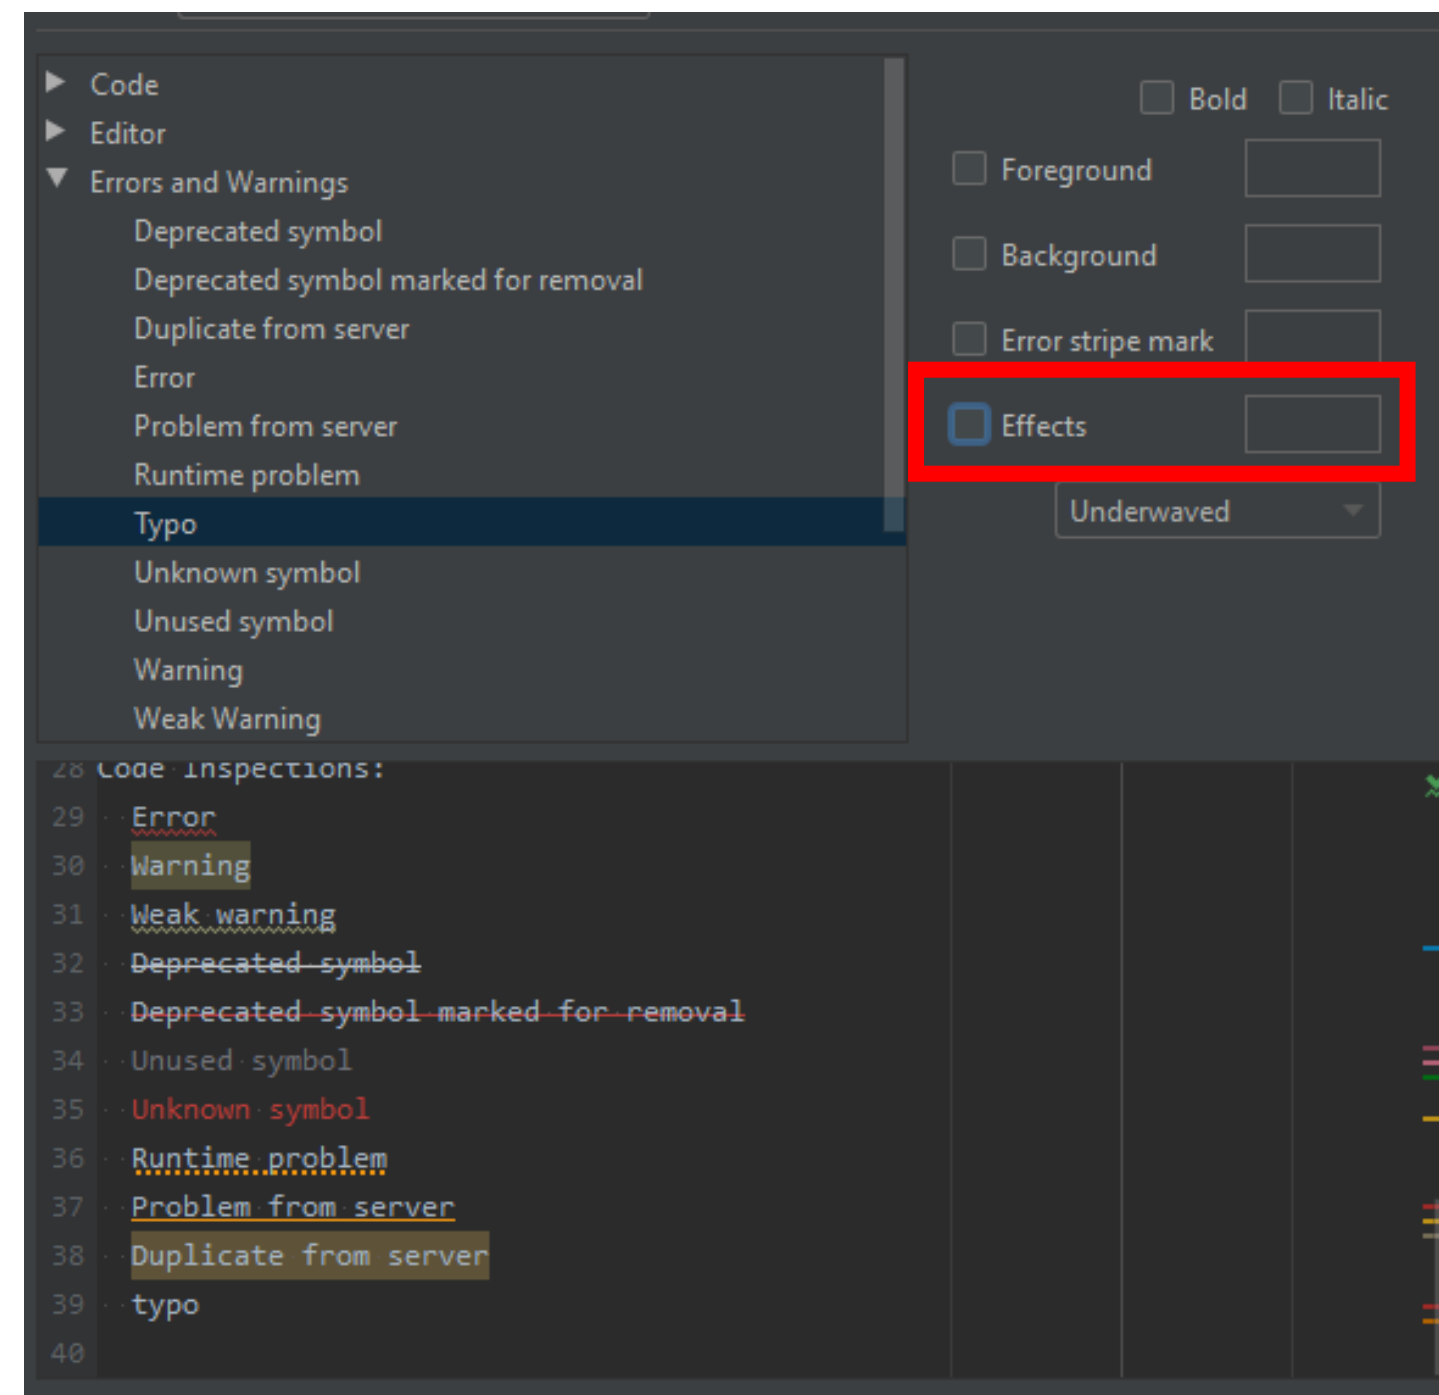 Code
Editor
Errors and Warnings
Deprecated symbol
Deprecated symbol marked for removal
Duplicate from server
Error
Problem from server
Runtime problem
Typo
Unknown symbol
Unused symbol
Warning
Weak Warning
Bold Italic
Foreground
Background
Error stripe mark
Effects
Underwaved
28 Code Inspections:
29 Error
30 Warning
31 Weak warning
32 Deprecated symbol
33 Deprecated symbol marked for removal
34 Unused symbol
35 Unknown symbol
36 Runtime problem
37 Problem from server
38 Duplicate from server
39 typo
40